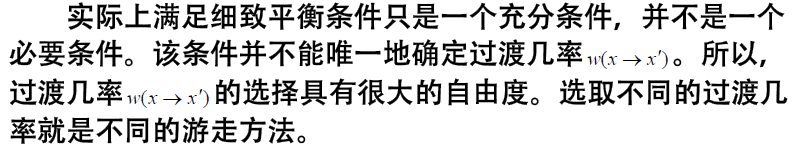 实际上满足细致平衡条件只是一个充分条件，并不是一个
必要条件。该条件并不能唯一地确定过渡几率 w(x → x′)。所以，
过渡几率 w(x → x′) 的选择具有很大的自由度。选取不同的过渡几
率就是不同的游走方法。